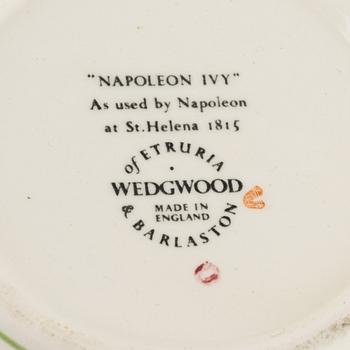 "NAPOLEON IVY"
As used by Napoleon
at St. Helena 1815
of ETRURIA
WEDGWOOD
MADE IN
ENGLAND
& BARLASTON